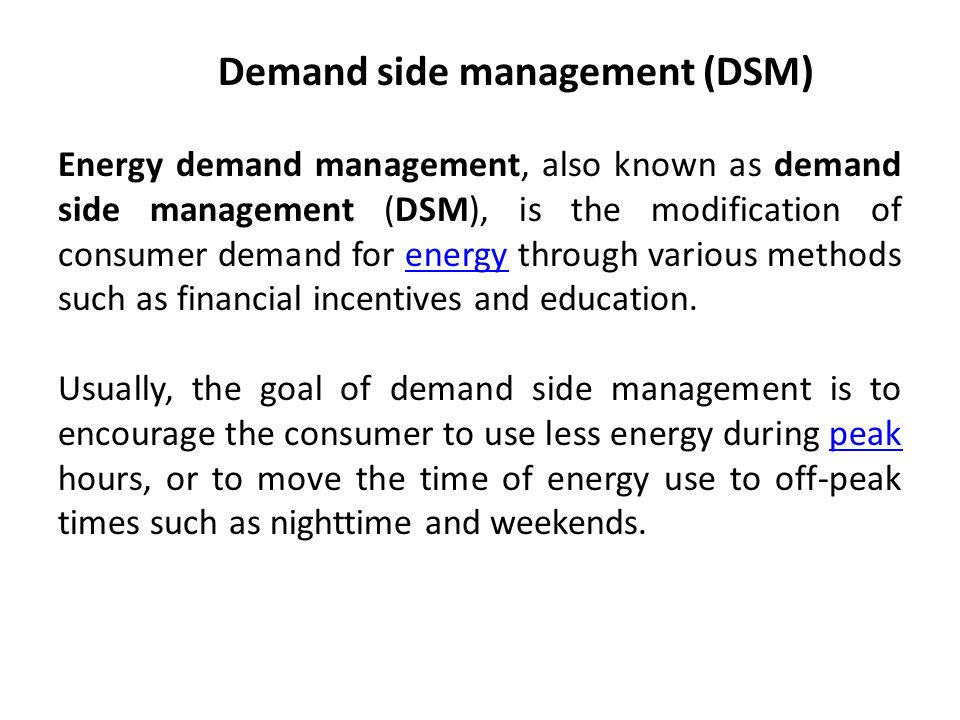 Demand side management (DSM)
Energy demand management, also known as demand
side management (DSM), is the modification of
consumer demand for energy through various methods
such as financial incentives and education.
Usually, the goal of demand side management is to
encourage the consumer to use less energy during peak
hours, or to move the time of energy use to off-peak
times such as nighttime and weekends.